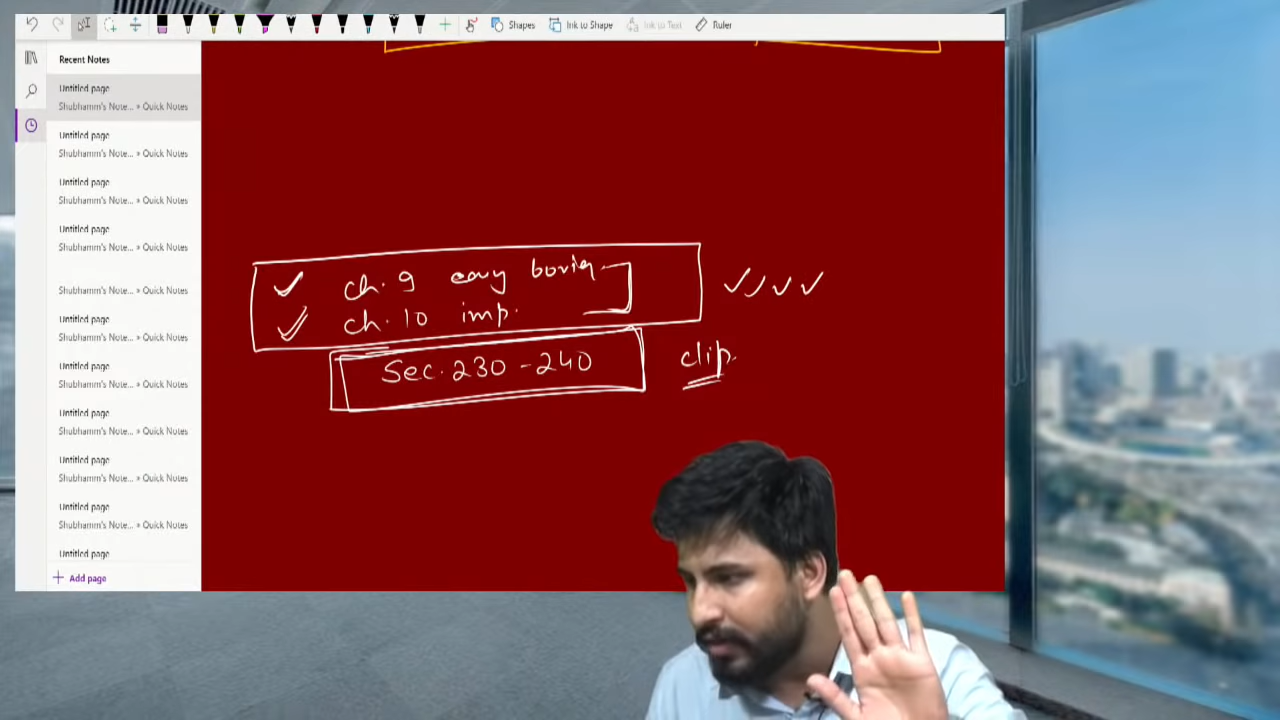 Shapes
Ink to Shape
Ink to Text
Ruler
Recent Notes
Untitled page
Shubhamm's Note... » Quick Notes
Untitled page
Shubhamm's Note... » Quick Notes
Untitled page
Shubhamm's Note... » Quick Notes
Untitled page
Shubhamm's Note... » Quick Notes
Shubhamm's Note... » Quick Notes
Untitled page
Shubhamm's Note... » Quick Notes
Untitled page
Shubhamm's Note... » Quick Notes
Untitled page
Shubhamm's Note... » Quick Notes
Untitled page
Shubhamm's Note... » Quick Notes
Untitled page
Shubhamm's Note... » Quick Notes
Untitled page
Add page
ch. 9 easy boring
ch. 10 imp.
Sec. 230 - 240 clip.